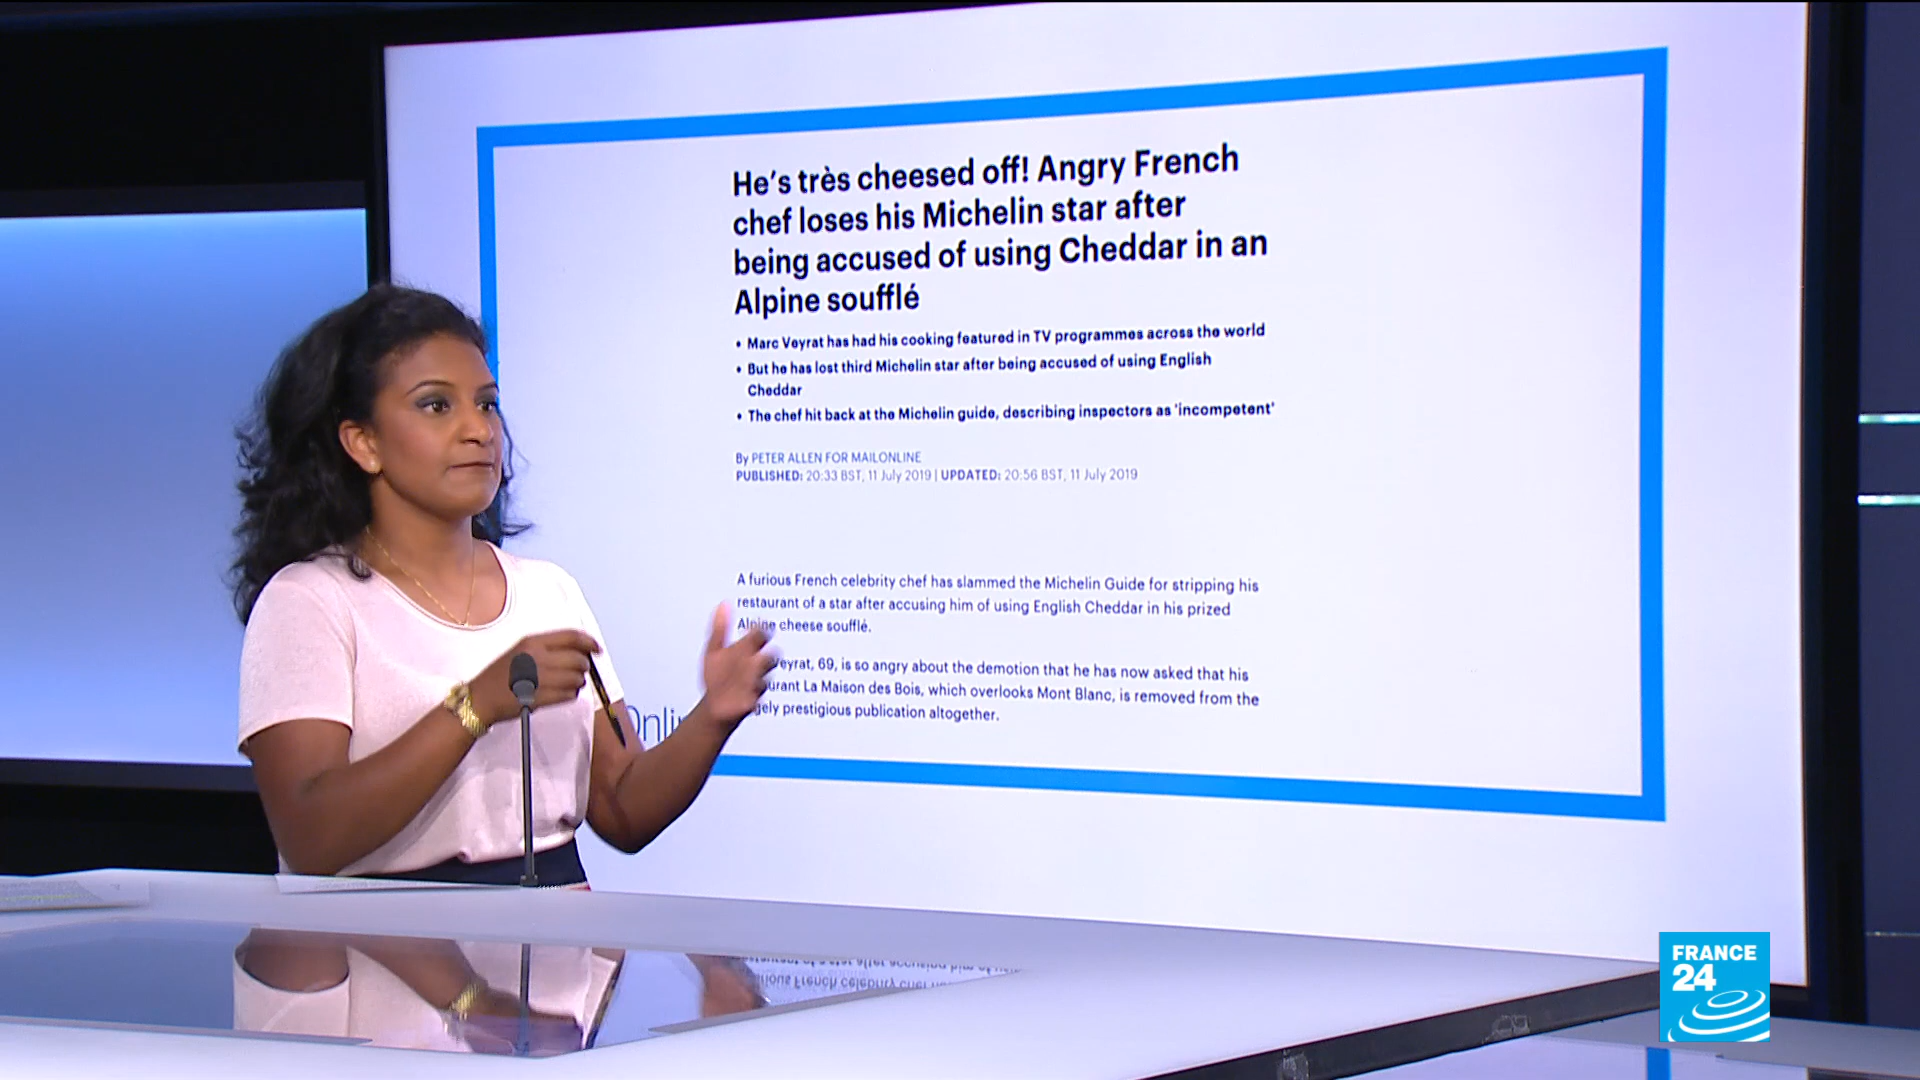 He's très cheesed off! Angry French
chef loses his Michelin star after
being accused of using Cheddar in an
Alpine soufflé
• Marc Veyrat has had his cooking featured in TV programmes across the world
• But he has lost third Michelin star after being accused of using English
Cheddar
• The chef hit back at the Michelin guide, describing inspectors as 'incompetent'
By PETER ALLEN FOR MAILONLINE
PUBLISHED: 20:33 BST, 11 July 2019 | UPDATED: 20:56 BST, 11 July 2019
A furious French celebrity chef has slammed the Michelin Guide for stripping his
restaurant of a star after accusing him of using English Cheddar in his prized
Alpine cheese soufflé.
Veyrat, 69, is so angry about the demotion that he has now asked that his
urant La Maison des Bois, which overlooks Mont Blanc, is removed from the
gely prestigious publication altogether.
Onli
FRANCE
24